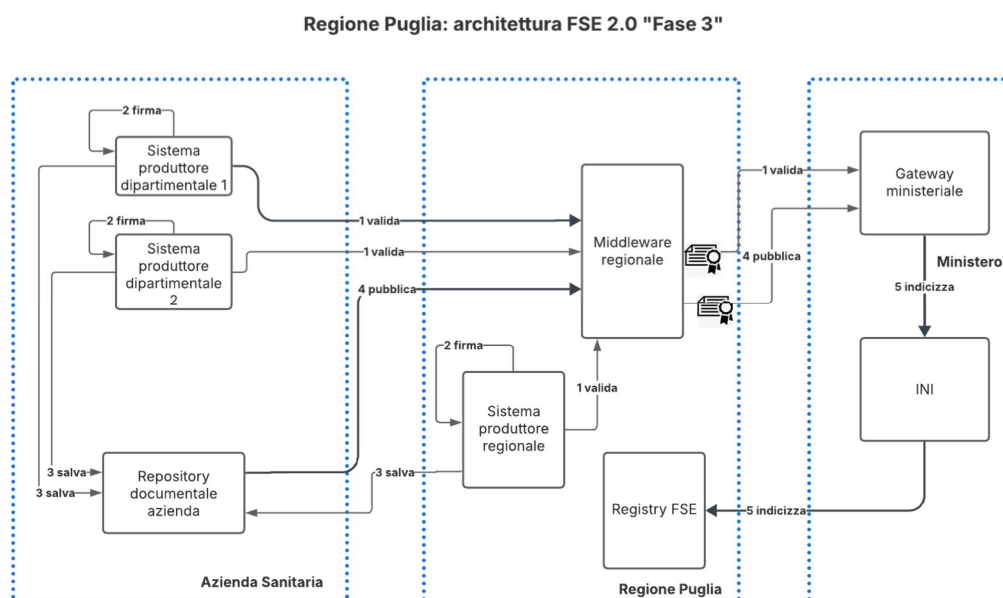 Regione Puglia: architettura FSE 2.0 "Fase 3"
2 firma
Sistema
produttore
dipartimentale 1
2 firma
Sistema
produttore
dipartimentale
2
1 valida
1 valida
4 pubblica
3 salva
3 salva
Repository
documentale
azienda
Azienda Sanitaria
Middleware
regionale
2 firma
Sistema
produttore
regionale
1 valida
3 salva
Registry FSE
Regione Puglia
1 valida
4 pubblica
Gateway
ministeriale
Ministero
5 indicizza
INI
5 indicizza